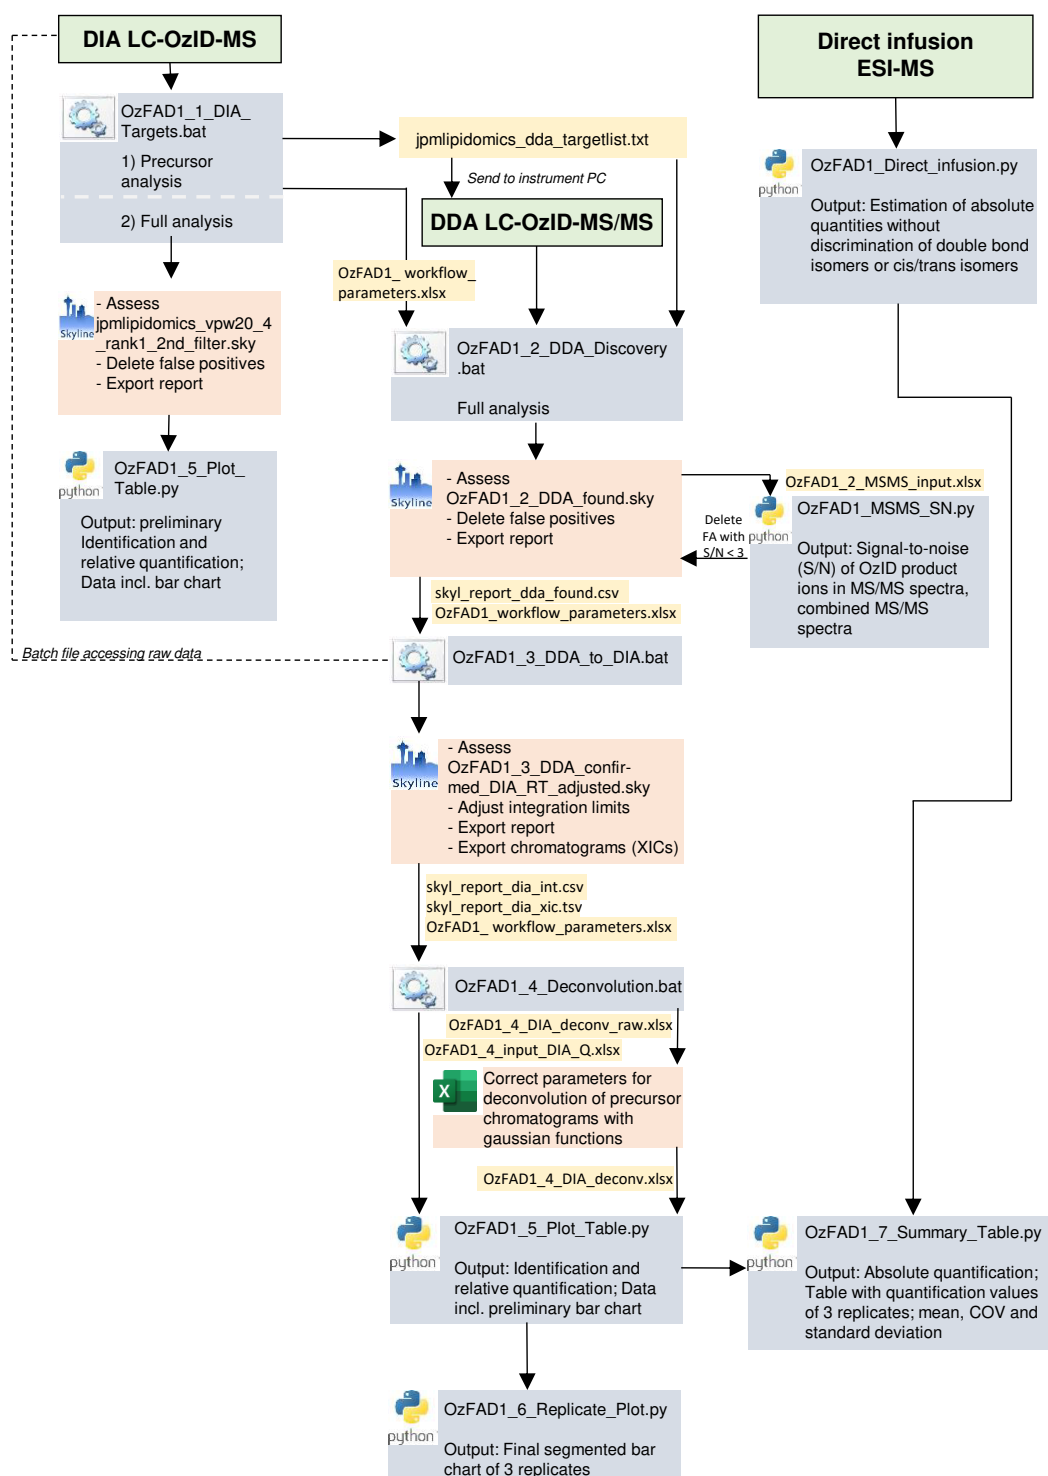 DIA LC-OzID-MS
Direct infusion
ESI-MS
OzFAD1_1_DIA_
Targets.bat
1) Precursor
analysis
2) Full analysis
jpmlipidomics_dda_targetlist.txt
Send to instrument PC
DDA LC-OzID-MS/MS
python
OzFAD1_Direct_infusion.py
Output: Estimation of absolute
quantities without
discrimination of double bond
isomers or cis/trans isomers
OzFAD1_ workflow_
parameters.xlsx
Skyline
- Assess
jpmlipidomics_vpw20_4
_rank1_2nd_filter.sky
- Delete false positives
- Export report
OzFAD1_2_DDA_Discovery
.bat
Full analysis
python
OzFAD1_5_Plot_
Table.py
Output: preliminary
Identification and
relative quantification;
Data incl. bar chart
Skyline
- Assess
OzFAD1_2_DDA_found.sky
- Delete false positives
- Export report
OzFAD1_2_MSMS_input.xlsx
Delete
FA with
S/N < 3
python
OzFAD1_MSMS_SN.py
Output: Signal-to-noise
(S/N) of OzID product
ions in MS/MS spectra,
combined MS/MS
spectra
skyl_report_dda_found.csv
OzFAD1_workflow_parameters.xlsx
Batch file accessing raw data
OzFAD1_3_DDA_to_DIA.bat
Skyline
- Assess
OzFAD1_3_DDA_confir-
med_DIA_RT_adjusted.sky
- Adjust integration limits
- Export report
- Export chromatograms (XICs)
skyl_report_dia_int.csv
skyl_report_dia_xic.tsv
OzFAD1_ workflow_parameters.xlsx
OzFAD1_4_Deconvolution.bat
OzFAD1_4_DIA_deconv_raw.xlsx
OzFAD1_4_input_DIA_Q.xlsx
X
Correct parameters for
deconvolution of precursor
chromatograms with
gaussian functions
OzFAD1_4_DIA_deconv.xlsx
python
OzFAD1_5_Plot_Table.py
Output: Identification and
relative quantification; Data
incl. preliminary bar chart
python
OzFAD1_7_Summary_Table.py
Output: Absolute quantification;
Table with quantification values
of 3 replicates; mean, COV and
standard deviation
python
OzFAD1_6_Replicate_Plot.py
Output: Final segmented bar
chart of 3 replicates